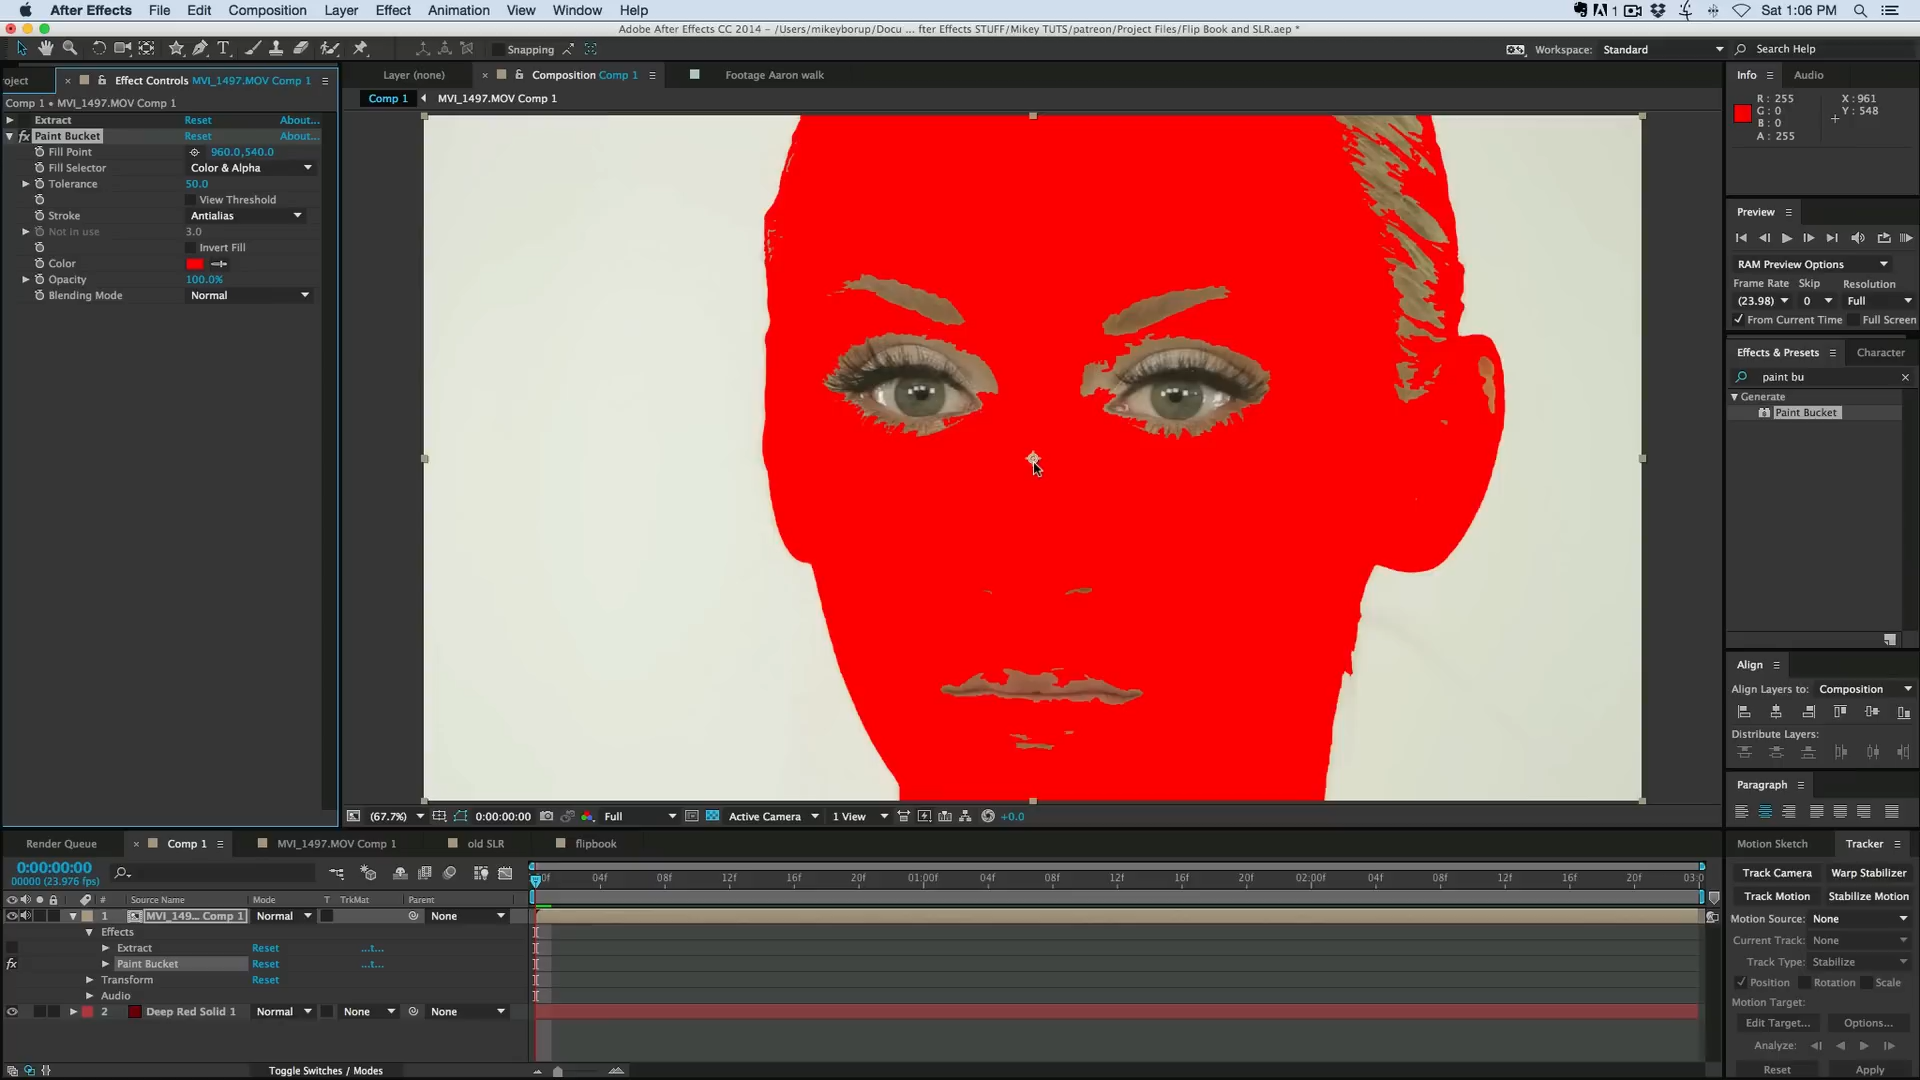 After Effects File Edit Composition Layer Effect Animation View Window Help 1 Sat 1:06 PM
Adobe After Effects CC 2014 - /Users/mikeyborup/Docu ... fter Effects STUFF/Mikey TUTS/patreon/Project Files/Flip Book and SLR.aep *
T Snapping Workspace: Standard Search Help
roject × Effect Controls MVI_1497.MOV Comp 1
Layer (none) × Composition Comp 1 Footage Aaron walk
Info Audio
Comp 1 • MVI_1497.MOV Comp 1
Comp 1 MVI_1497.MOV Comp 1
R: 255 X: 961
G: 0 Y: 548
B: 0
A: 255
Extract Reset About...
fx Paint Bucket Reset About...
Fill Point 960.0,540.0
Fill Selector Color & Alpha
Tolerance 50.0
View Threshold
Stroke Antialias
Not in use 3.0
Invert Fill
Color
Opacity 100.0%
Blending Mode Normal
Preview
RAM Preview Options
Frame Rate Skip Resolution
(23.98) 0 Full
From Current Time Full Screen
Effects & Presets Character
paint bu ×
Generate
Paint Bucket
Align
Align Layers to: Composition
Distribute Layers:
Paragraph
(67.7%) 0:00:00:00 Full Active Camera 1 View +0.0
Render Queue × Comp 1 MVI_1497.MOV Comp 1 old SLR flipbook
Motion Sketch Tracker
0:00:00:00
00000 (23.976 fps)
0f 04f 08f 12f 16f 20f 01:00f 04f 08f 12f 16f 20f 02:00f 04f 08f 12f 16f 20f 03:0
# Source Name Mode T TrkMat Parent
1 MVI_149... Comp 1 Normal None
Effects
Extract Reset ...t...
fx Paint Bucket Reset ...t...
Transform Reset
Audio
2 Deep Red Solid 1 Normal None None
Toggle Switches / Modes
Track Camera Warp Stabilizer
Track Motion Stabilize Motion
Motion Source: None
Current Track: None
Track Type: Stabilize
Position Rotation Scale
Motion Target:
Edit Target... Options...
Analyze:
Reset Apply